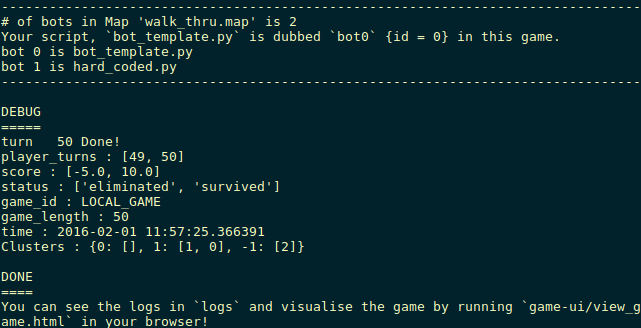 --------------------------------------------------------------------------------
# of bots in Map 'walk_thru.map' is 2
Your script, `bot_template.py` is dubbed `bot0` {id = 0} in this game.
bot 0 is bot_template.py
bot 1 is hard_coded.py
--------------------------------------------------------------------------------
DEBUG
=====
turn   50 Done!
player_turns : [49, 50]
score : [-5.0, 10.0]
status : ['eliminated', 'survived']
game_id : LOCAL_GAME
game_length : 50
time : 2016-02-01 11:57:25.366391
Clusters : {0: [], 1: [1, 0], -1: [2]}
DONE
====
You can see the logs in `logs` and visualise the game by running `game-ui/view_g
ame.html` in your browser!